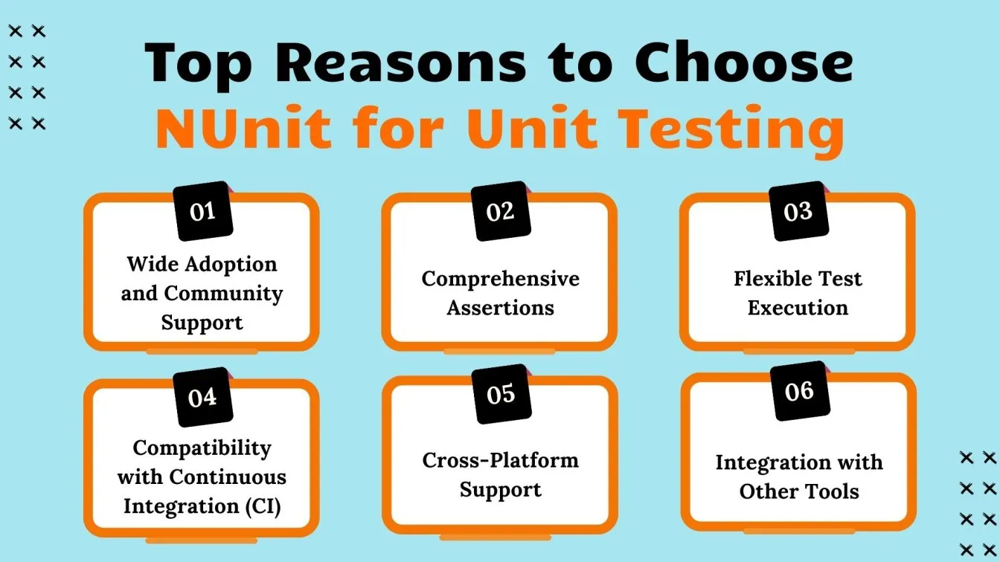 Top Reasons to Choose
NUnit for Unit Testing
01
Wide Adoption
and Community
Support
02
Comprehensive
Assertions
03
Flexible Test
Execution
04
Compatibility
with Continuous
Integration (CI)
05
Cross-Platform
Support
06
Integration with
Other Tools